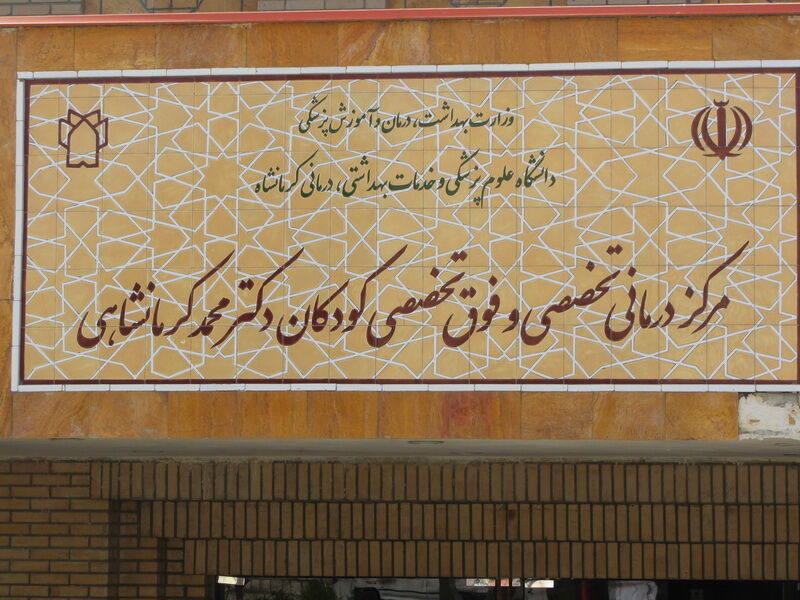 وزارت بهداشت، درمان و آموزش پزشکی
دانشگاه علوم پزشکی و خدمات بهداشتی، درمانی کرمانشاه
مرکز درمانی تخصصی و فوق تخصصی کودکان دکتر محمد کرمانشاهی